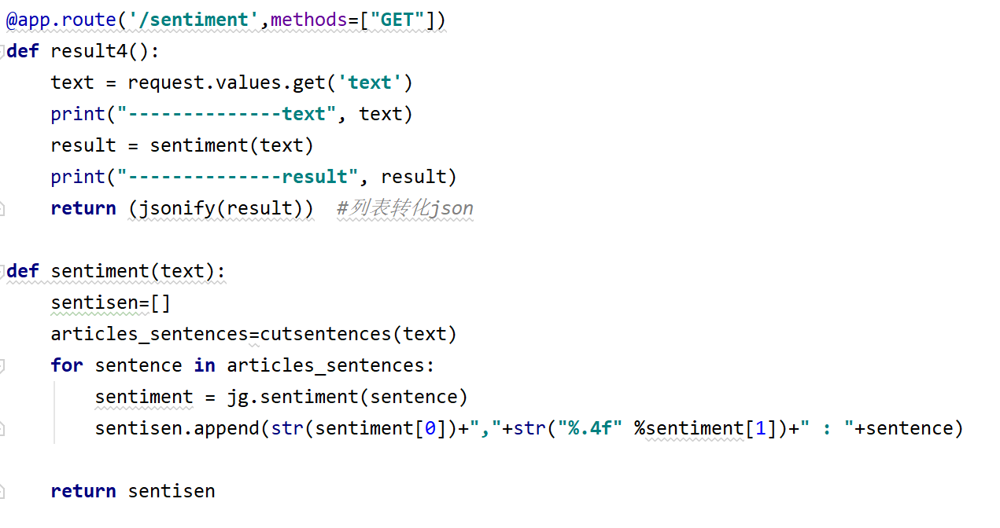 @app.route('/sentiment',methods=["GET"])
def result4():
    text = request.values.get('text')
    print("--------------text", text)
    result = sentiment(text)
    print("--------------result", result)
    return (jsonify(result))  #列表转化json

def sentiment(text):
    sentisen=[]
    articles_sentences=cutsentences(text)
    for sentence in articles_sentences:
        sentiment = jg.sentiment(sentence)
        sentisen.append(str(sentiment[0])+","+str("%.4f" %sentiment[1])+" : "+sentence)

    return sentisen